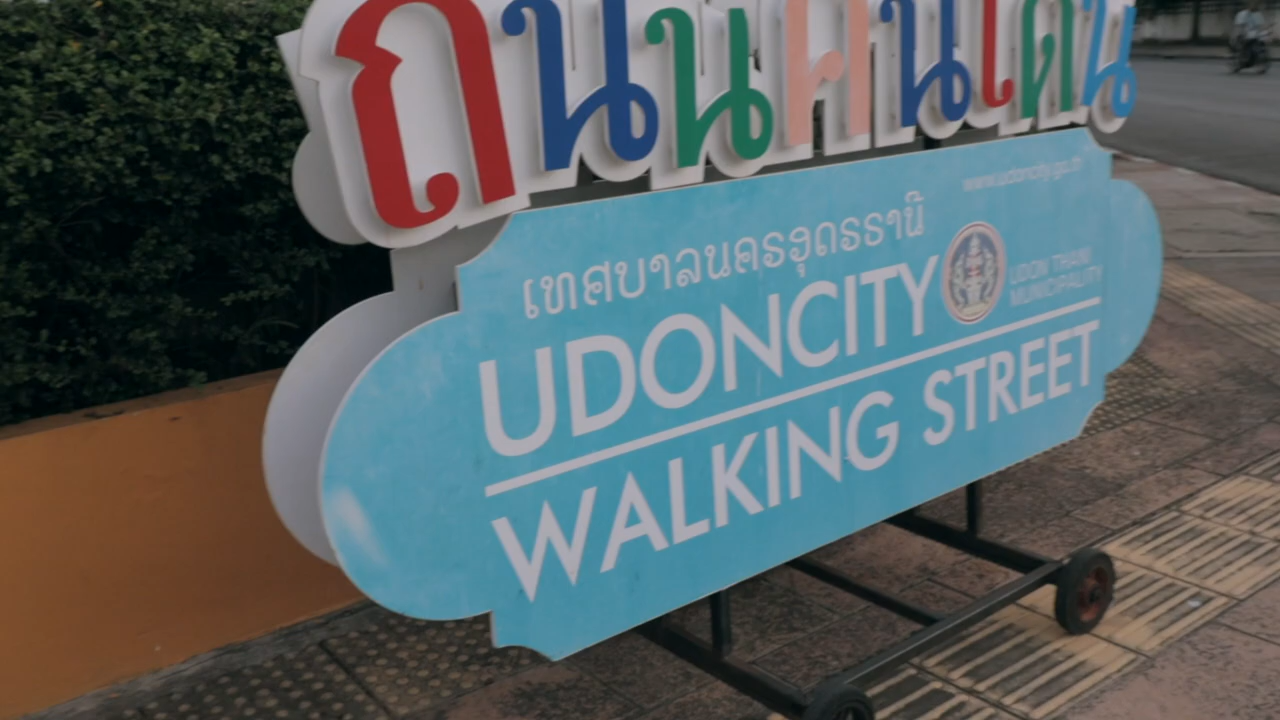 ถนนคนเดิน
www.udoncity.go.th
เทศบาลนครอุดรธานี
UDONCITY
UDON THANI
MUNICIPALITY
WALKING STREET